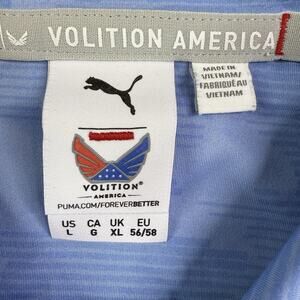 VOLITION AMERICA
MADE IN
VIETNAM/
FABRIQUÉ AU
VIETNAM
VOLITION®
AMERICA
PUMA.COM/FOREVERBETTER
US CA UK EU
L G XL 56/58